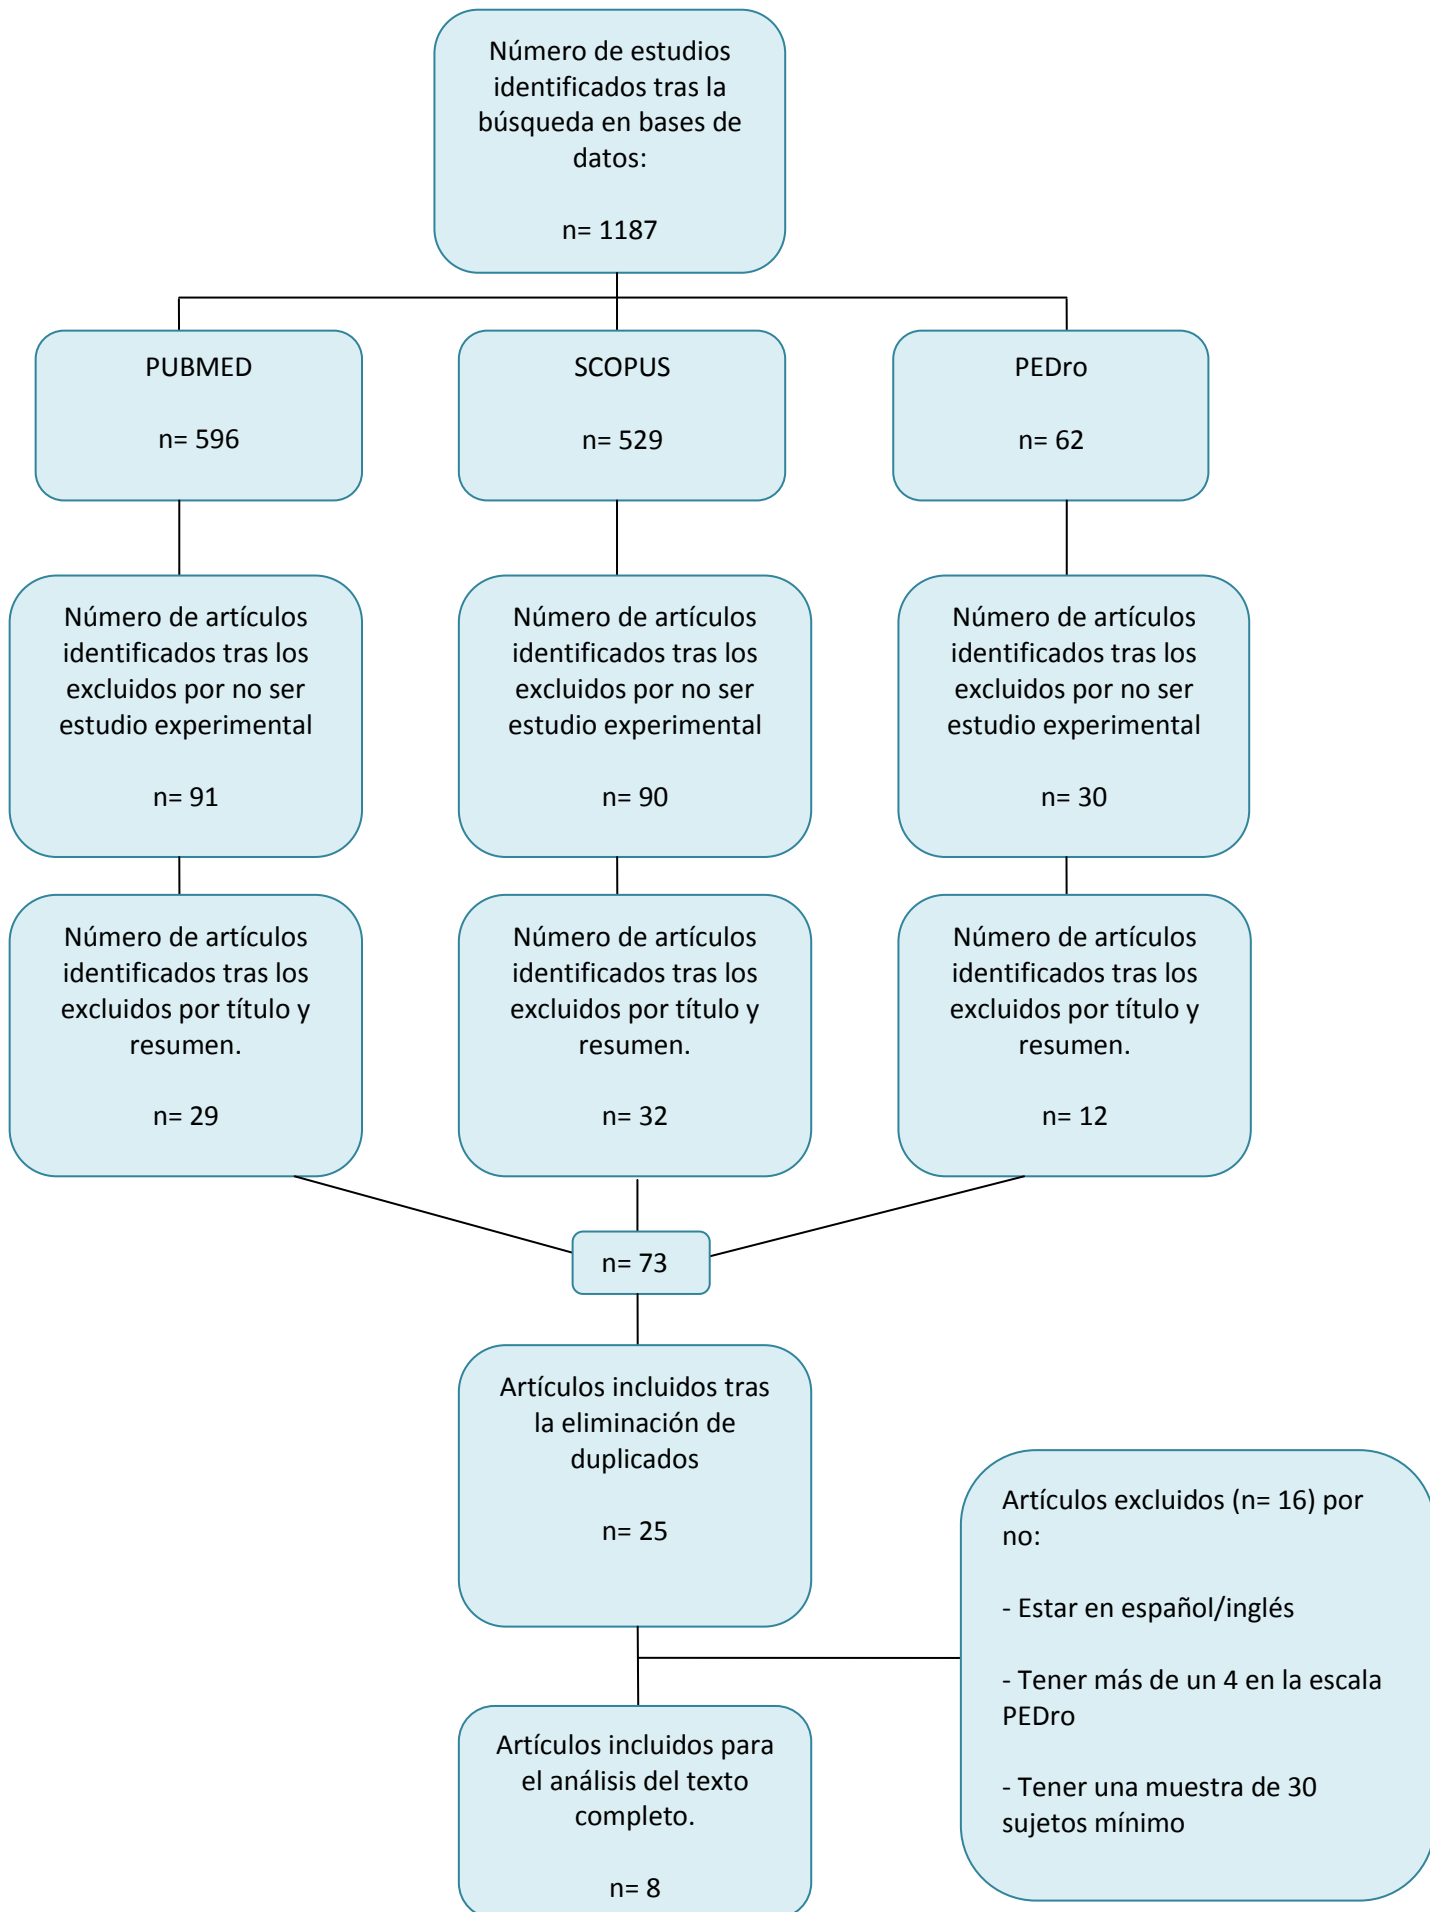 Número de estudios
identificados tras la
búsqueda en bases de
datos:
n= 1187
PUBMED
n= 596
SCOPUS
n= 529
PEDro
n= 62
Número de artículos
identificados tras los
excluidos por no ser
estudio experimental
n= 91
Número de artículos
identificados tras los
excluidos por no ser
estudio experimental
n= 90
Número de artículos
identificados tras los
excluidos por no ser
estudio experimental
n= 30
Número de artículos
identificados tras los
excluidos por título y
resumen.
n= 29
Número de artículos
identificados tras los
excluidos por título y
resumen.
n= 32
Número de artículos
identificados tras los
excluidos por título y
resumen.
n= 12
n= 73
Artículos incluidos tras
la eliminación de
duplicados
n= 25
Artículos excluidos (n= 16) por
no:
- Estar en español/inglés
- Tener más de un 4 en la escala
PEDro
- Tener una muestra de 30
sujetos mínimo
Artículos incluidos para
el análisis del texto
completo.
n= 8